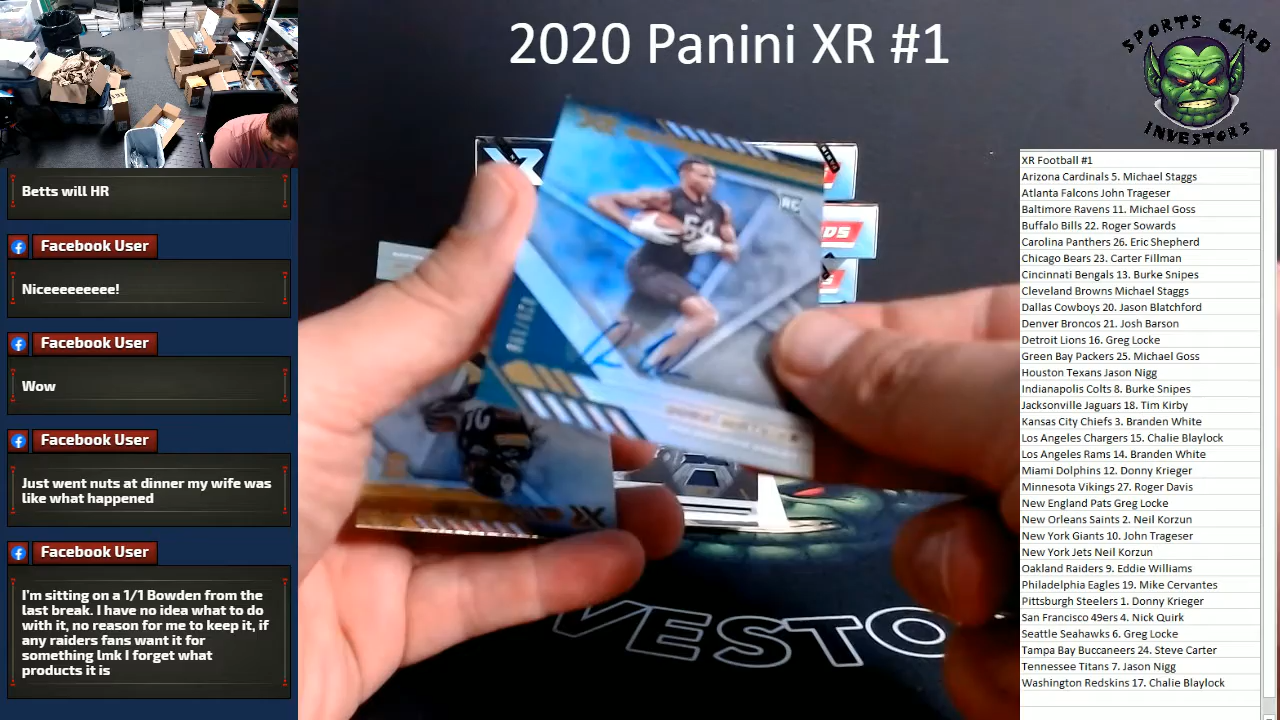 2020 Panini XR #1
SPORTS CARD
INVESTORS
Betts will HR
Facebook User
Niceeeeeeee!
Facebook User
Wow
Facebook User
Just went nuts at dinner my wife was
like what happened
Facebook User
I'm sitting on a 1/1 Bowden from the
last break. I have no idea what to do
with it, no reason for me to keep it, if
any raiders fans want it for
something lmk I forget what
products it is
RC
XR
INVESTO
XR Football #1
Arizona Cardinals 5. Michael Staggs
Atlanta Falcons John Trageser
Baltimore Ravens 11. Michael Goss
Buffalo Bills 22. Roger Sowards
Carolina Panthers 26. Eric Shepherd
Chicago Bears 23. Carter Fillman
Cincinnati Bengals 13. Burke Snipes
Cleveland Browns Michael Staggs
Dallas Cowboys 20. Jason Blatchford
Denver Broncos 21. Josh Barson
Detroit Lions 16. Greg Locke
Green Bay Packers 25. Michael Goss
Houston Texans Jason Nigg
Indianapolis Colts 8. Burke Snipes
Jacksonville Jaguars 18. Tim Kirby
Kansas City Chiefs 3. Branden White
Los Angeles Chargers 15. Chalie Blaylock
Los Angeles Rams 14. Branden White
Miami Dolphins 12. Donny Krieger
Minnesota Vikings 27. Roger Davis
New England Pats Greg Locke
New Orleans Saints 2. Neil Korzun
New York Giants 10. John Trageser
New York Jets Neil Korzun
Oakland Raiders 9. Eddie Williams
Philadelphia Eagles 19. Mike Cervantes
Pittsburgh Steelers 1. Donny Krieger
San Francisco 49ers 4. Nick Quirk
Seattle Seahawks 6. Greg Locke
Tampa Bay Buccaneers 24. Steve Carter
Tennessee Titans 7. Jason Nigg
Washington Redskins 17. Chalie Blaylock